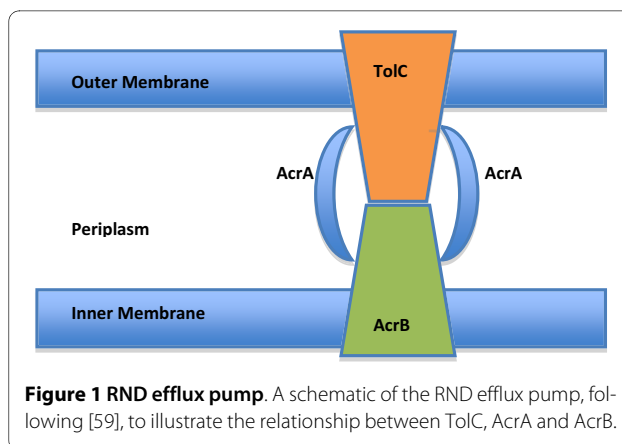 TolC
Outer Membrane
AcrA
AcrA
Periplasm
Inner Membrane
AcrB
Figure 1 RND efflux pump. A schematic of the RND efflux pump, fol-
lowing [59], to illustrate the relationship between TolC, AcrA and AcrB.